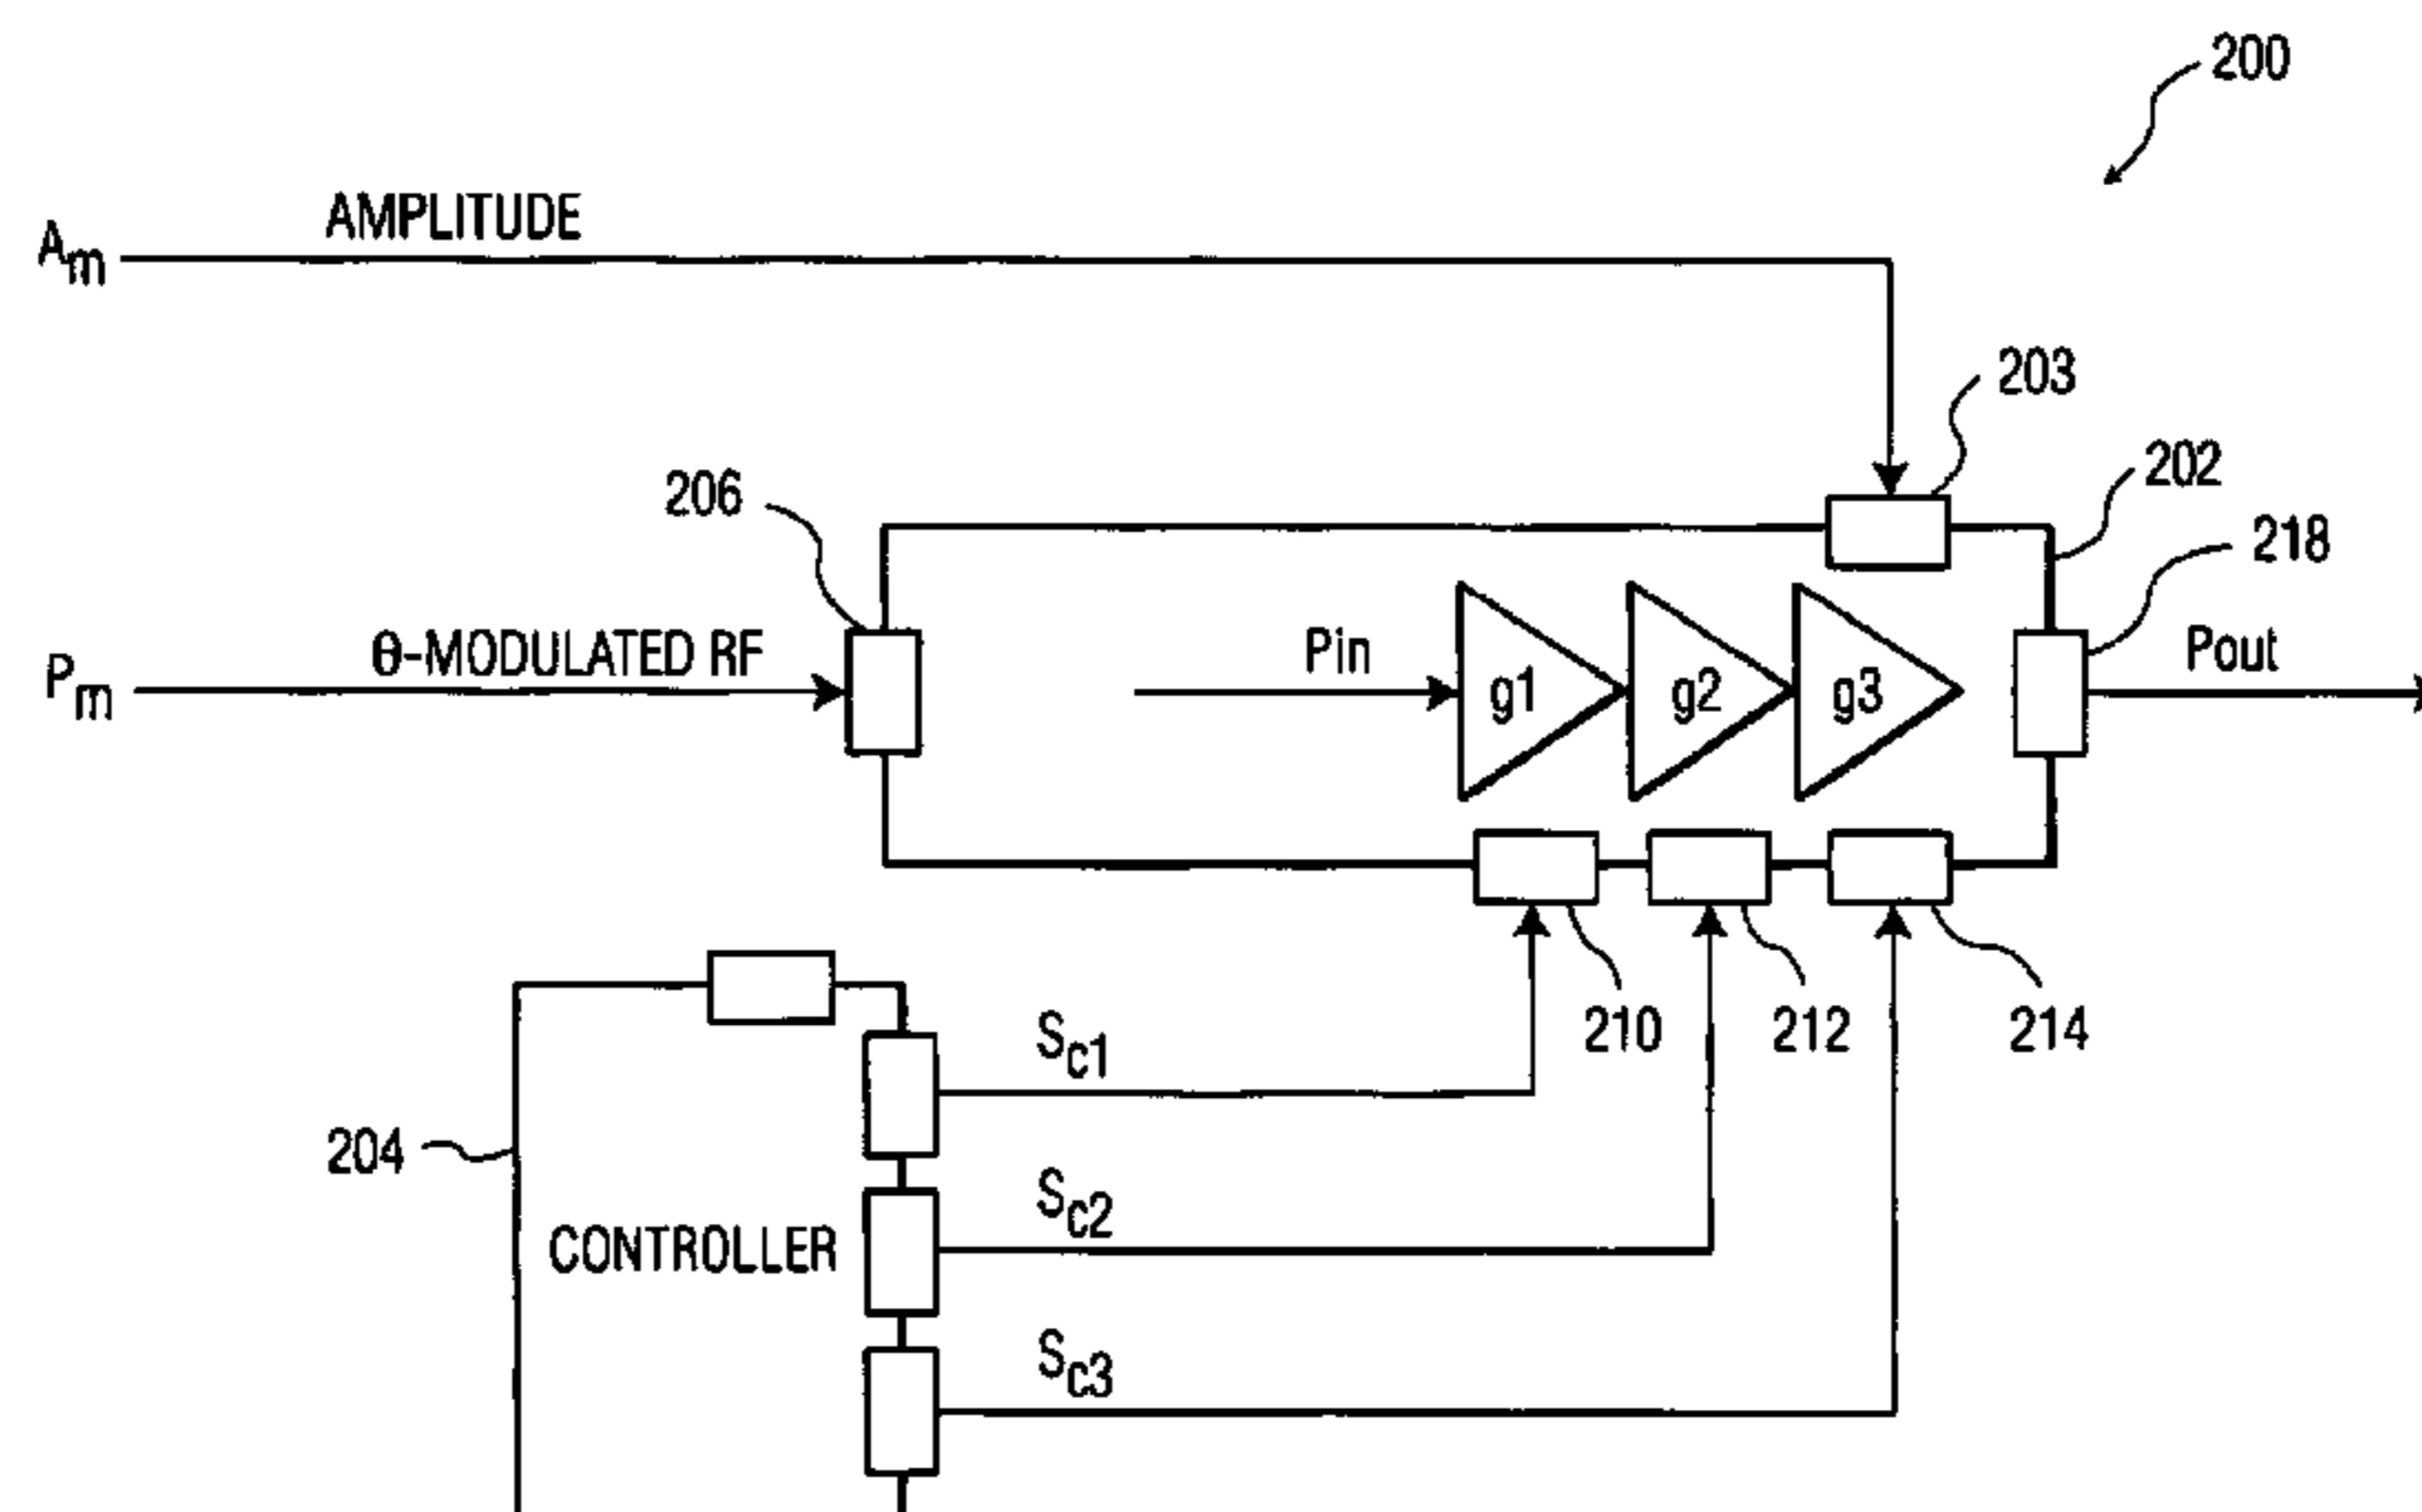 200
AMPLITUDE
Am
203
202
206
218
θ-MODULATED RF
Pm
Pin
Pout
g1
g2
g3
210
212
214
Sc1
204
Sc2
CONTROLLER
Sc3